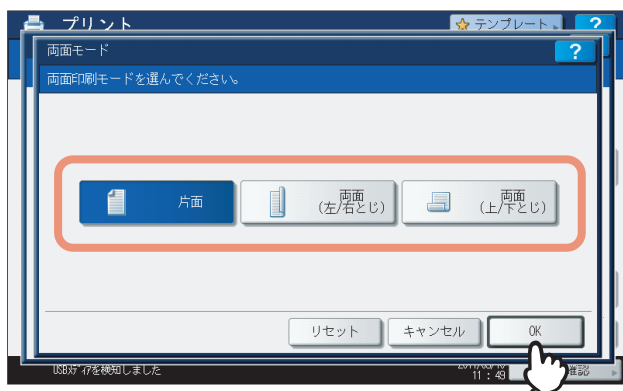 プリント
テンプレート
?
両面モード
?
両面印刷モードを選んでください。
片面
両面
(左/右とじ)
両面
(上/下とじ)
リセット
キャンセル
OK
USBﾒﾃﾞｨｱを検知しました
11:49
確認